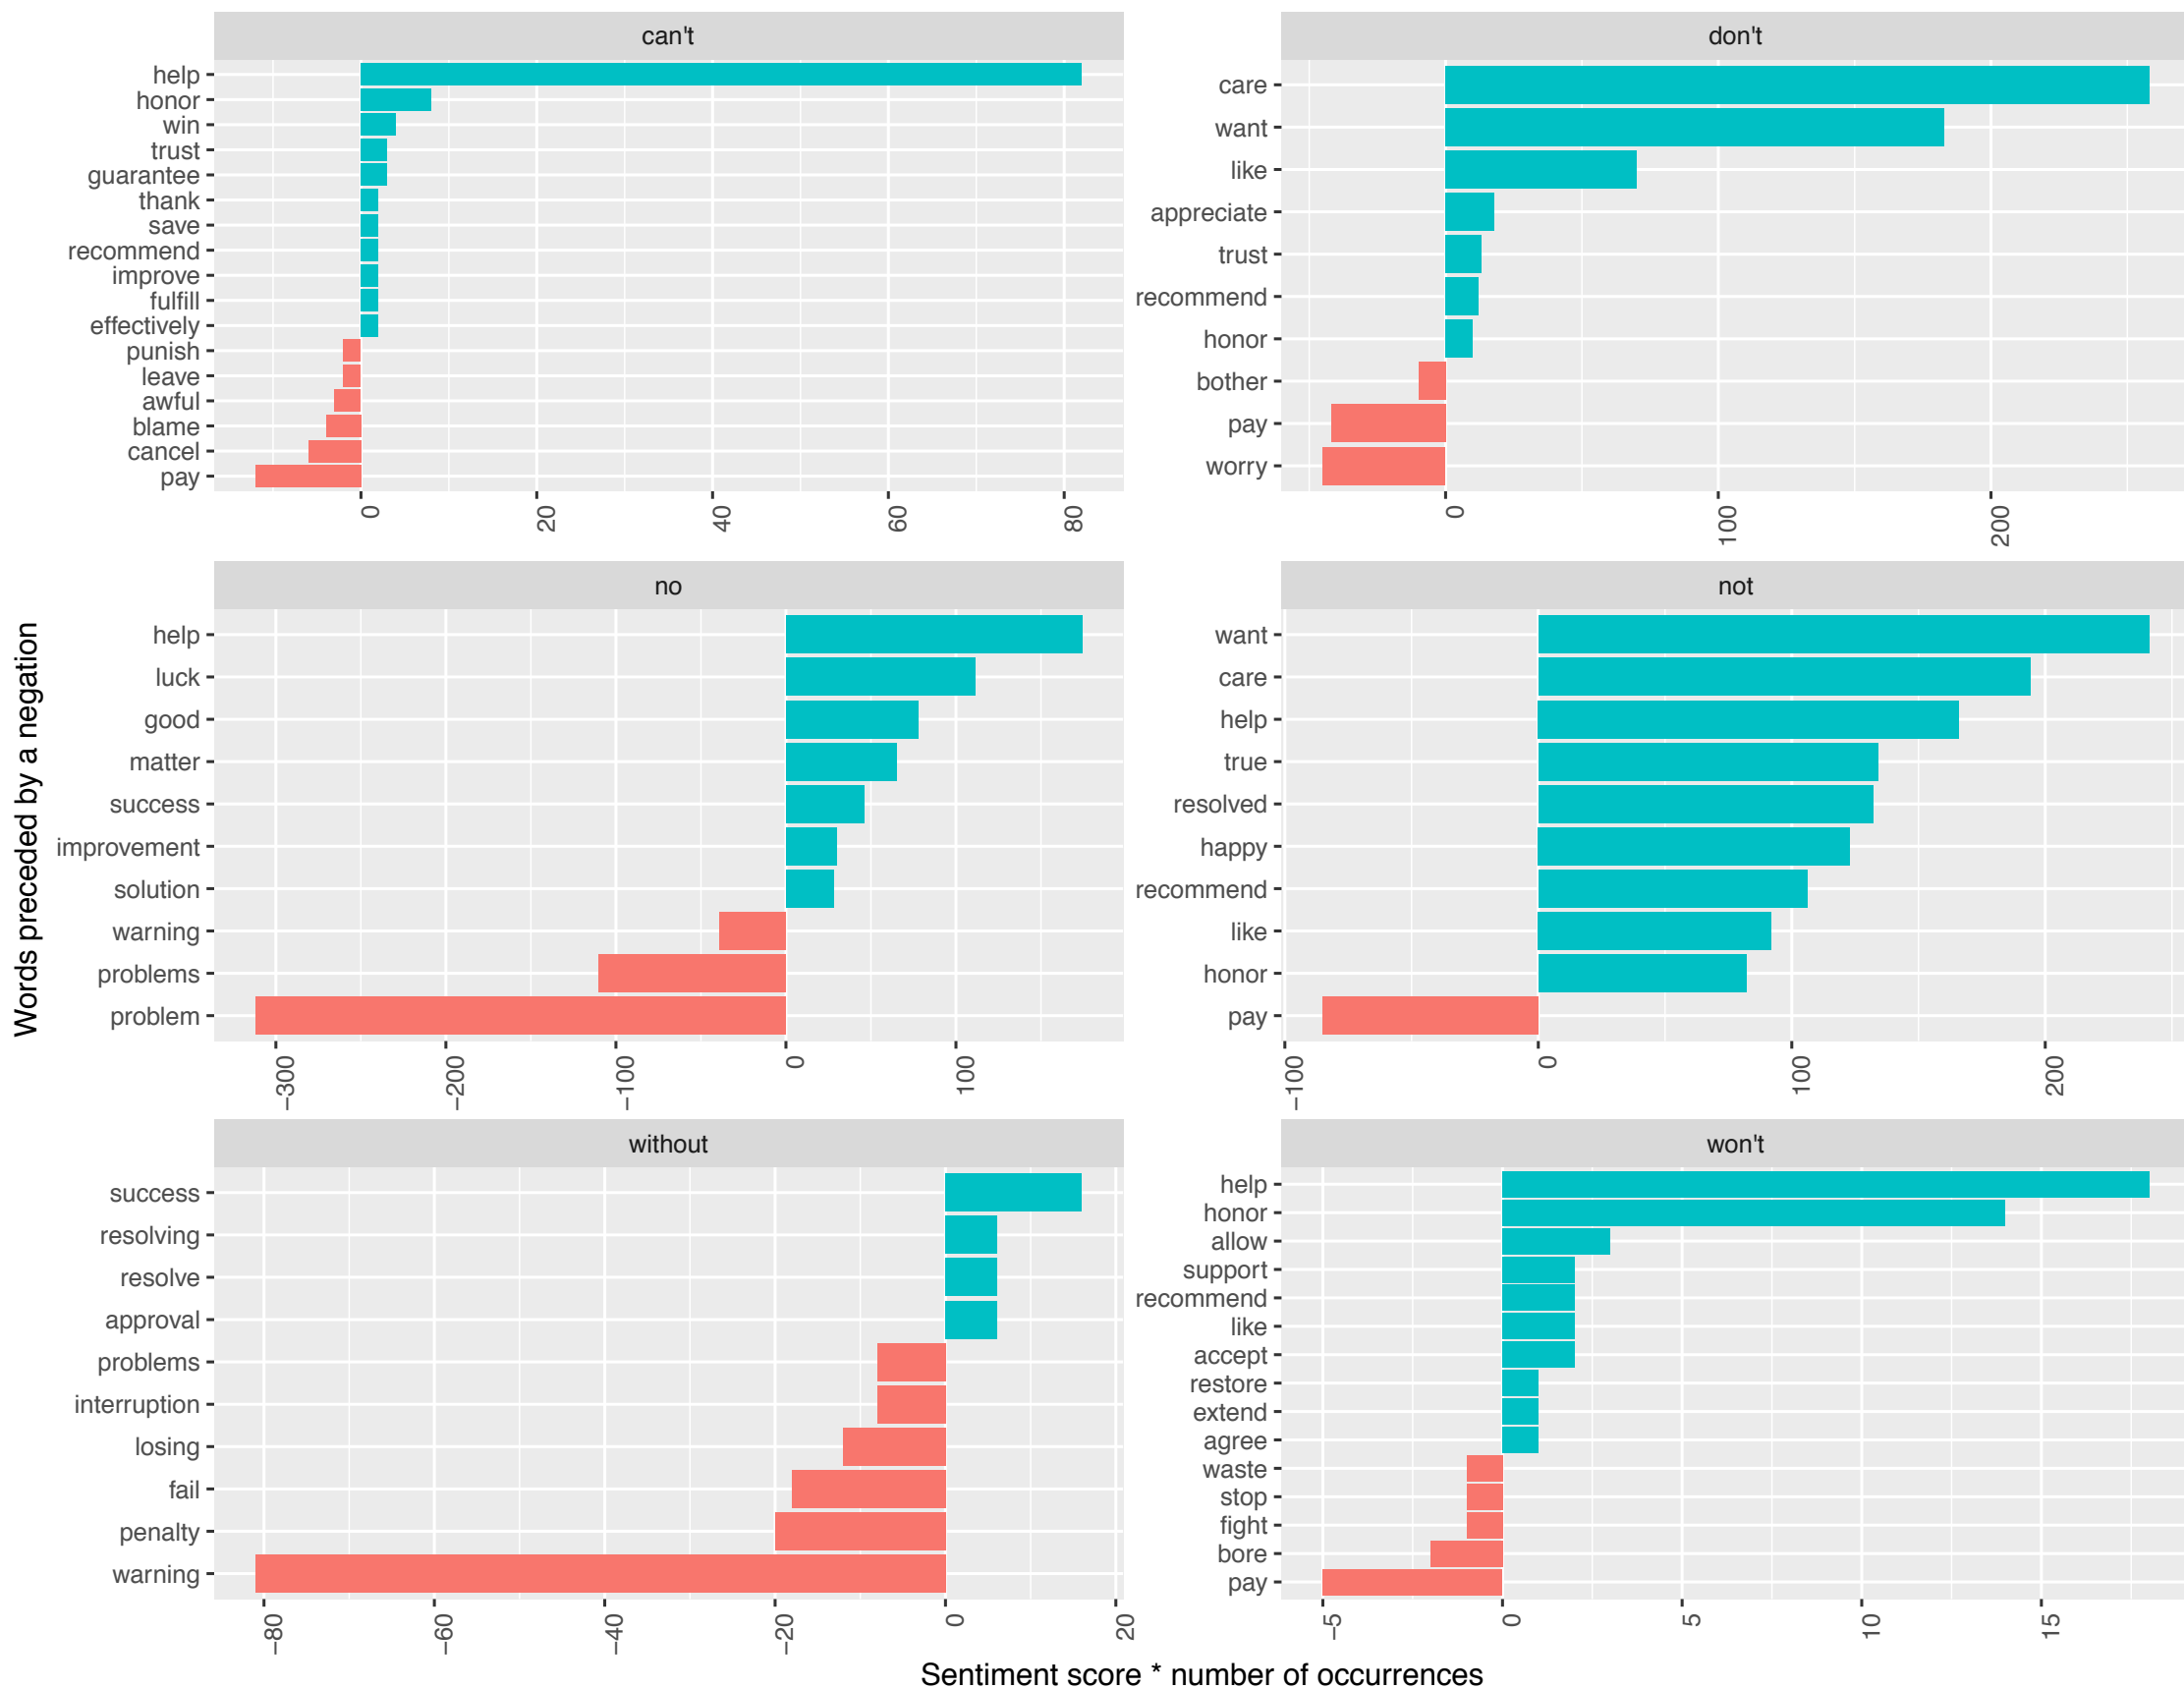 can't
help
honor
win
trust
guarantee
thank
save
recommend
improve
fulfill
effectively
punish
leave
awful
blame
cancel
pay
0
20
40
60
80
don't
care
want
like
appreciate
trust
recommend
honor
bother
pay
worry
0
100
200
Words preceded by a negation
no
help
luck
good
matter
success
improvement
solution
warning
problems
problem
−300
−200
−100
0
100
not
want
care
help
true
resolved
happy
recommend
like
honor
pay
−100
0
100
200
without
success
resolving
resolve
approval
problems
interruption
losing
fail
penalty
warning
−80
−60
−40
−20
0
20
won't
help
honor
allow
support
recommend
like
accept
restore
extend
agree
waste
stop
fight
bore
pay
−5
0
5
10
15
Sentiment score * number of occurrences